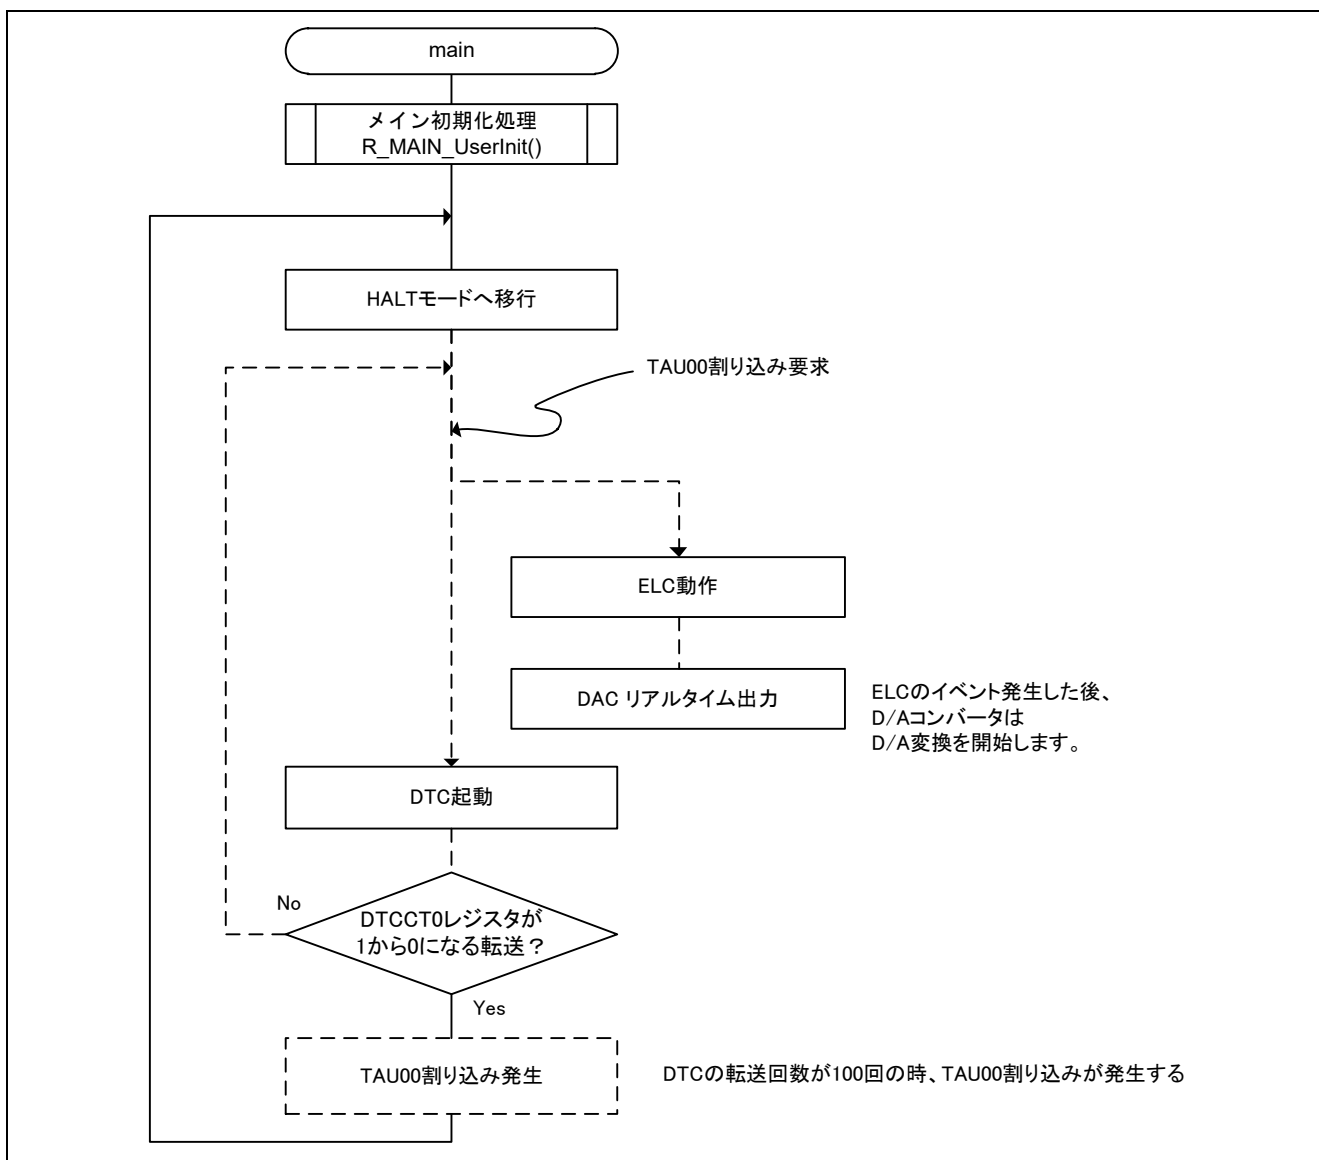 main
メイン初期化処理
R_MAIN_UserInit()
HALTモードへ移行
TAU00割り込み要求
ELC動作
DAC リアルタイム出力
ELCのイベント発生した後、
D/Aコンバータは
D/A変換を開始します。
DTC起動
No
DTCCT0レジスタが
1から0になる転送？
Yes
TAU00割り込み発生
DTCの転送回数が100回の時、TAU00割り込みが発生する